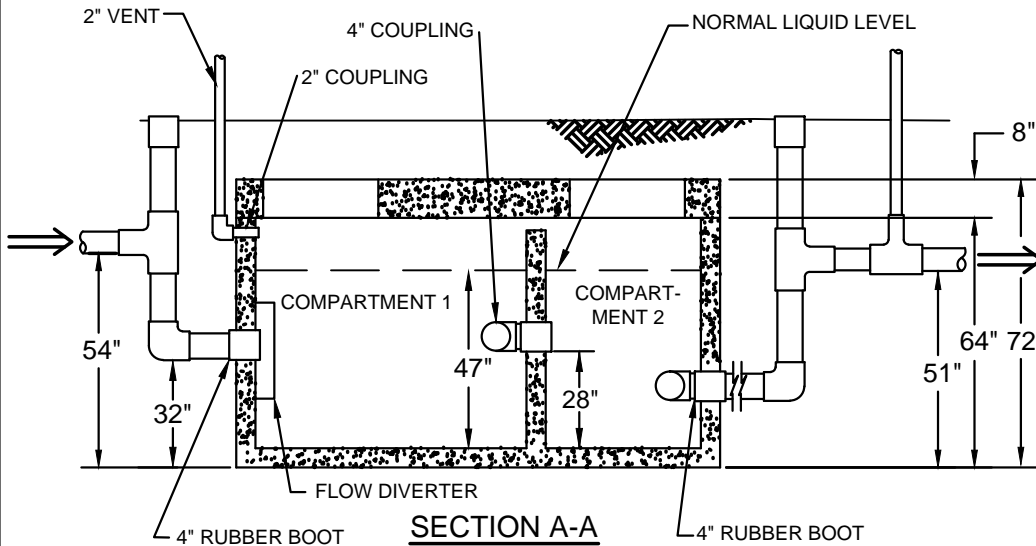 2" VENT
4" COUPLING
NORMAL LIQUID LEVEL
2" COUPLING
8"
COMPARTMENT 1
COMPART-
MENT 2
54"
47"
64"
72"
51"
32"
28"
FLOW DIVERTER
4" RUBBER BOOT
SECTION A-A
4" RUBBER BOOT